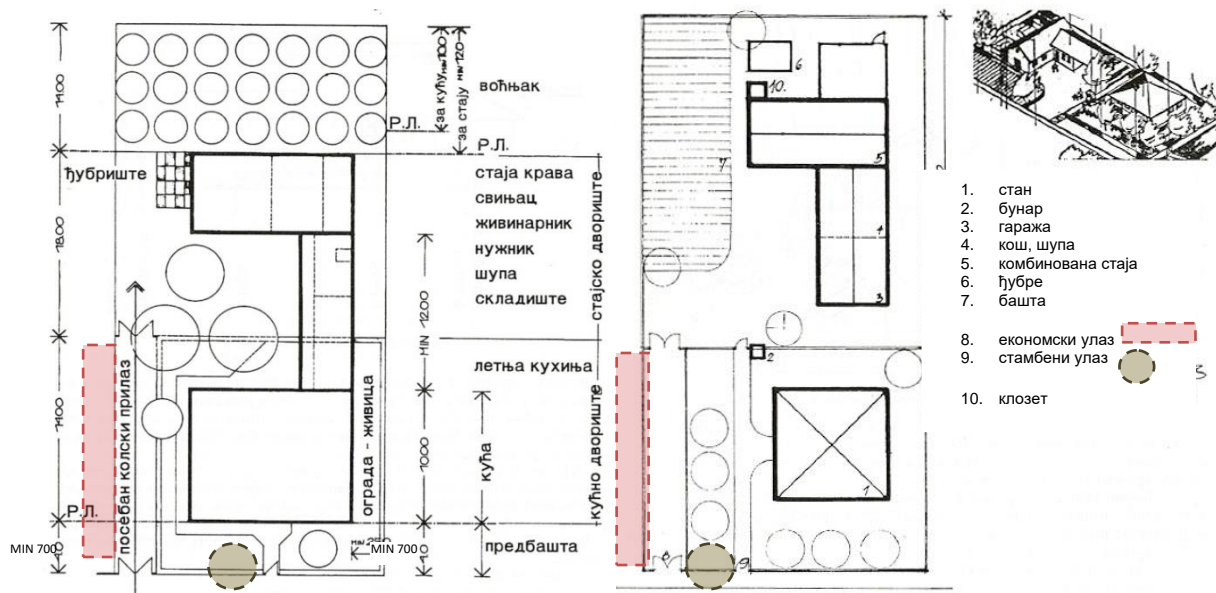 1100
за кућу мин 100
за стају мин 120
воћњак
Р.Л.
Р.Л.
ђубриште
стаја крава
свињац
живинарник
нужник
шупа
складиште
стајско двориште
1800
MIN 1200
летња кухиња
1400
посебан колски прилаз
ограда - живица
1000
кућа
кућно двориште
Р.Л.
MIN 700
MIN 700
предбашта
6
10.
7
5
4
3
2
1
8
9
1. стан
2. бунар
3. гаража
4. кош, шупа
5. комбинована стаја
6. ђубре
7. башта
8. економски улаз
9. стамбени улаз
10. клозет